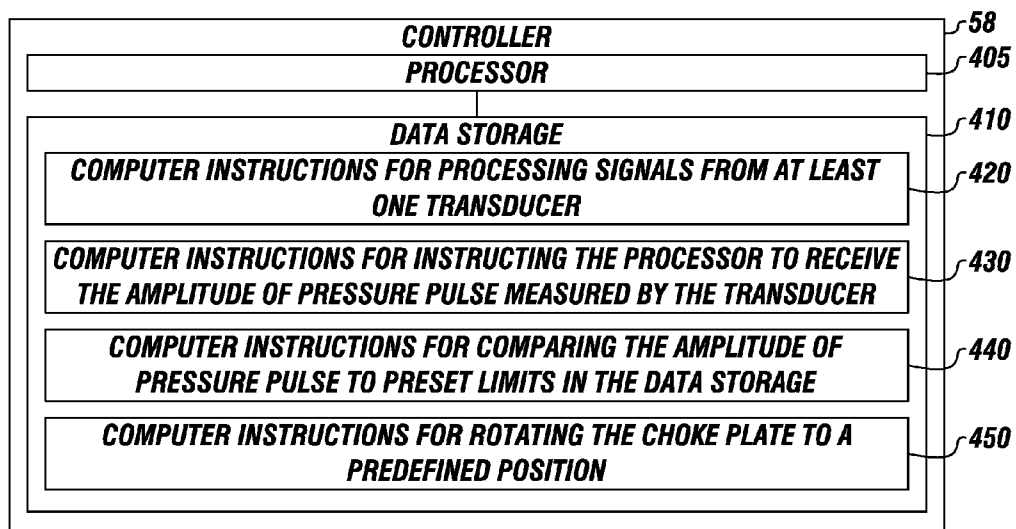 CONTROLLER
58
PROCESSOR
405
DATA STORAGE
410
COMPUTER INSTRUCTIONS FOR PROCESSING SIGNALS FROM AT LEAST
ONE TRANSDUCER
420
COMPUTER INSTRUCTIONS FOR INSTRUCTING THE PROCESSOR TO RECEIVE
THE AMPLITUDE OF PRESSURE PULSE MEASURED BY THE TRANSDUCER
430
COMPUTER INSTRUCTIONS FOR COMPARING THE AMPLITUDE OF
PRESSURE PULSE TO PRESET LIMITS IN THE DATA STORAGE
440
COMPUTER INSTRUCTIONS FOR ROTATING THE CHOKE PLATE TO A
PREDEFINED POSITION
450